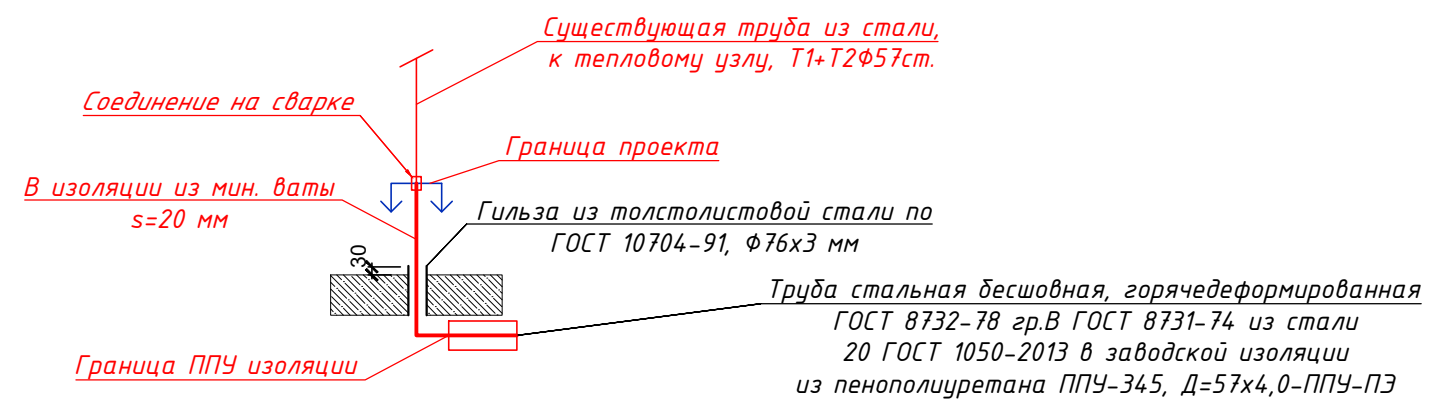 Существующая труба из стали,
к тепловому узлу, Т1+Т2Ф57ст.
Соединение на сварке
Граница проекта
В изоляции из мин. ваты
s=20 мм
Гильза из толстолистовой стали по
ГОСТ 10704-91, Ф76х3 мм
30
Труба стальная бесшовная, горячедеформированная
ГОСТ 8732-78 гр.В ГОСТ 8731-74 из стали
20 ГОСТ 1050-2013 в заводской изоляции
из пенополиуретана ППУ-345, Д=57х4,0-ППУ-ПЭ
Граница ППУ изоляции